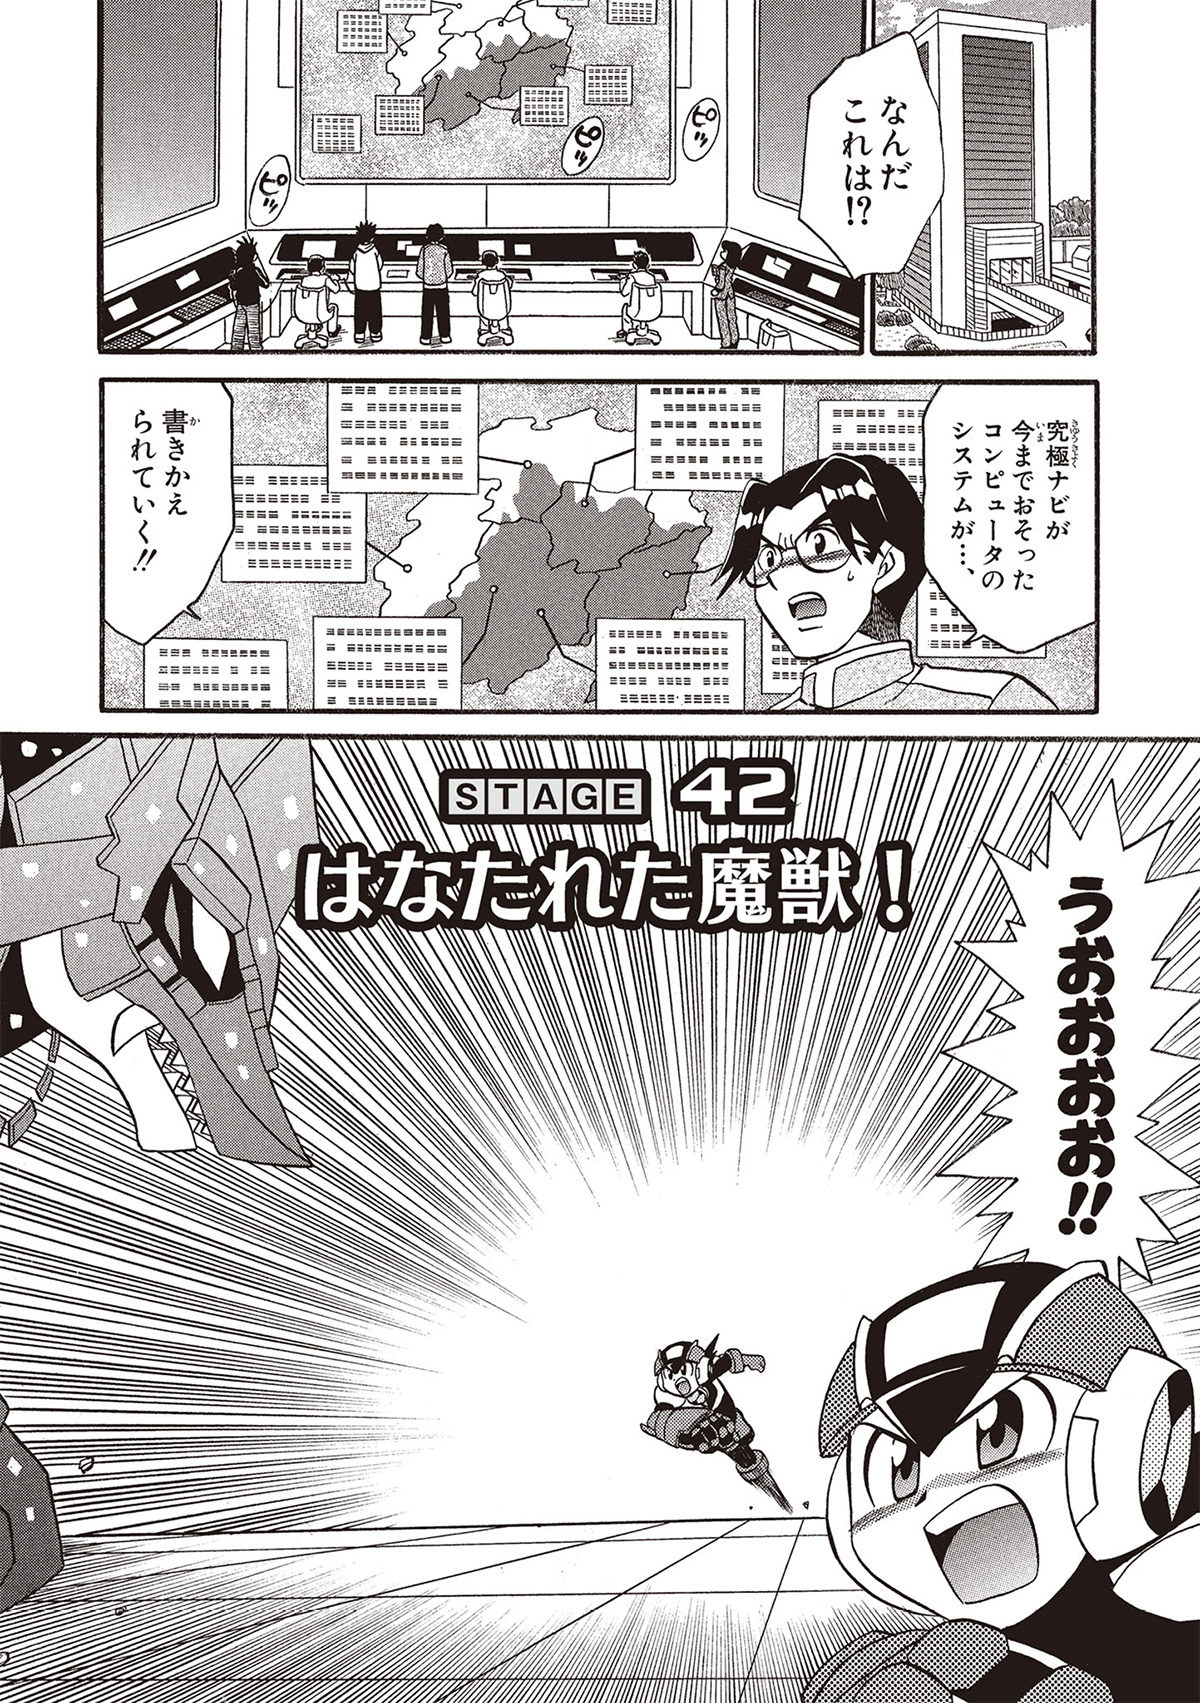 なんだ
これは!?
ピッ
ピッ
ピッ
究極ナビが
今までおそった
コンピュータの
システムが…、
書きかえ
られていく!!
STAGE 42
はなたれた魔獣!
うおおおおお!!